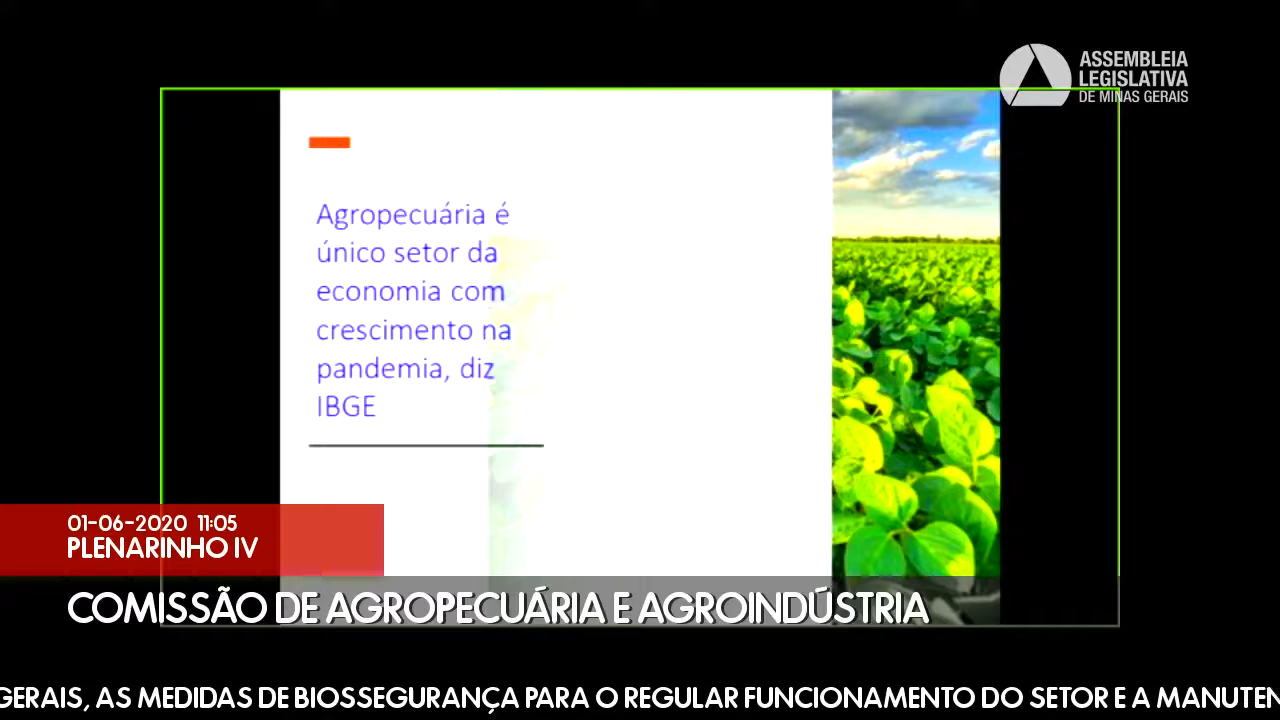 ASSEMBLEIA
LEGISLATIVA
DE MINAS GERAIS
Agropecuária é
único setor da
economia com
crescimento na
pandemia, diz
IBGE
01-06-2020 11:05
PLENARINHO IV
COMISSÃO DE AGROPECUÁRIA E AGROINDÚSTRIA
GERAIS, AS MEDIDAS DE BIOSSEGURANÇA PARA O REGULAR FUNCIONAMENTO DO SETOR E A MANUTEN